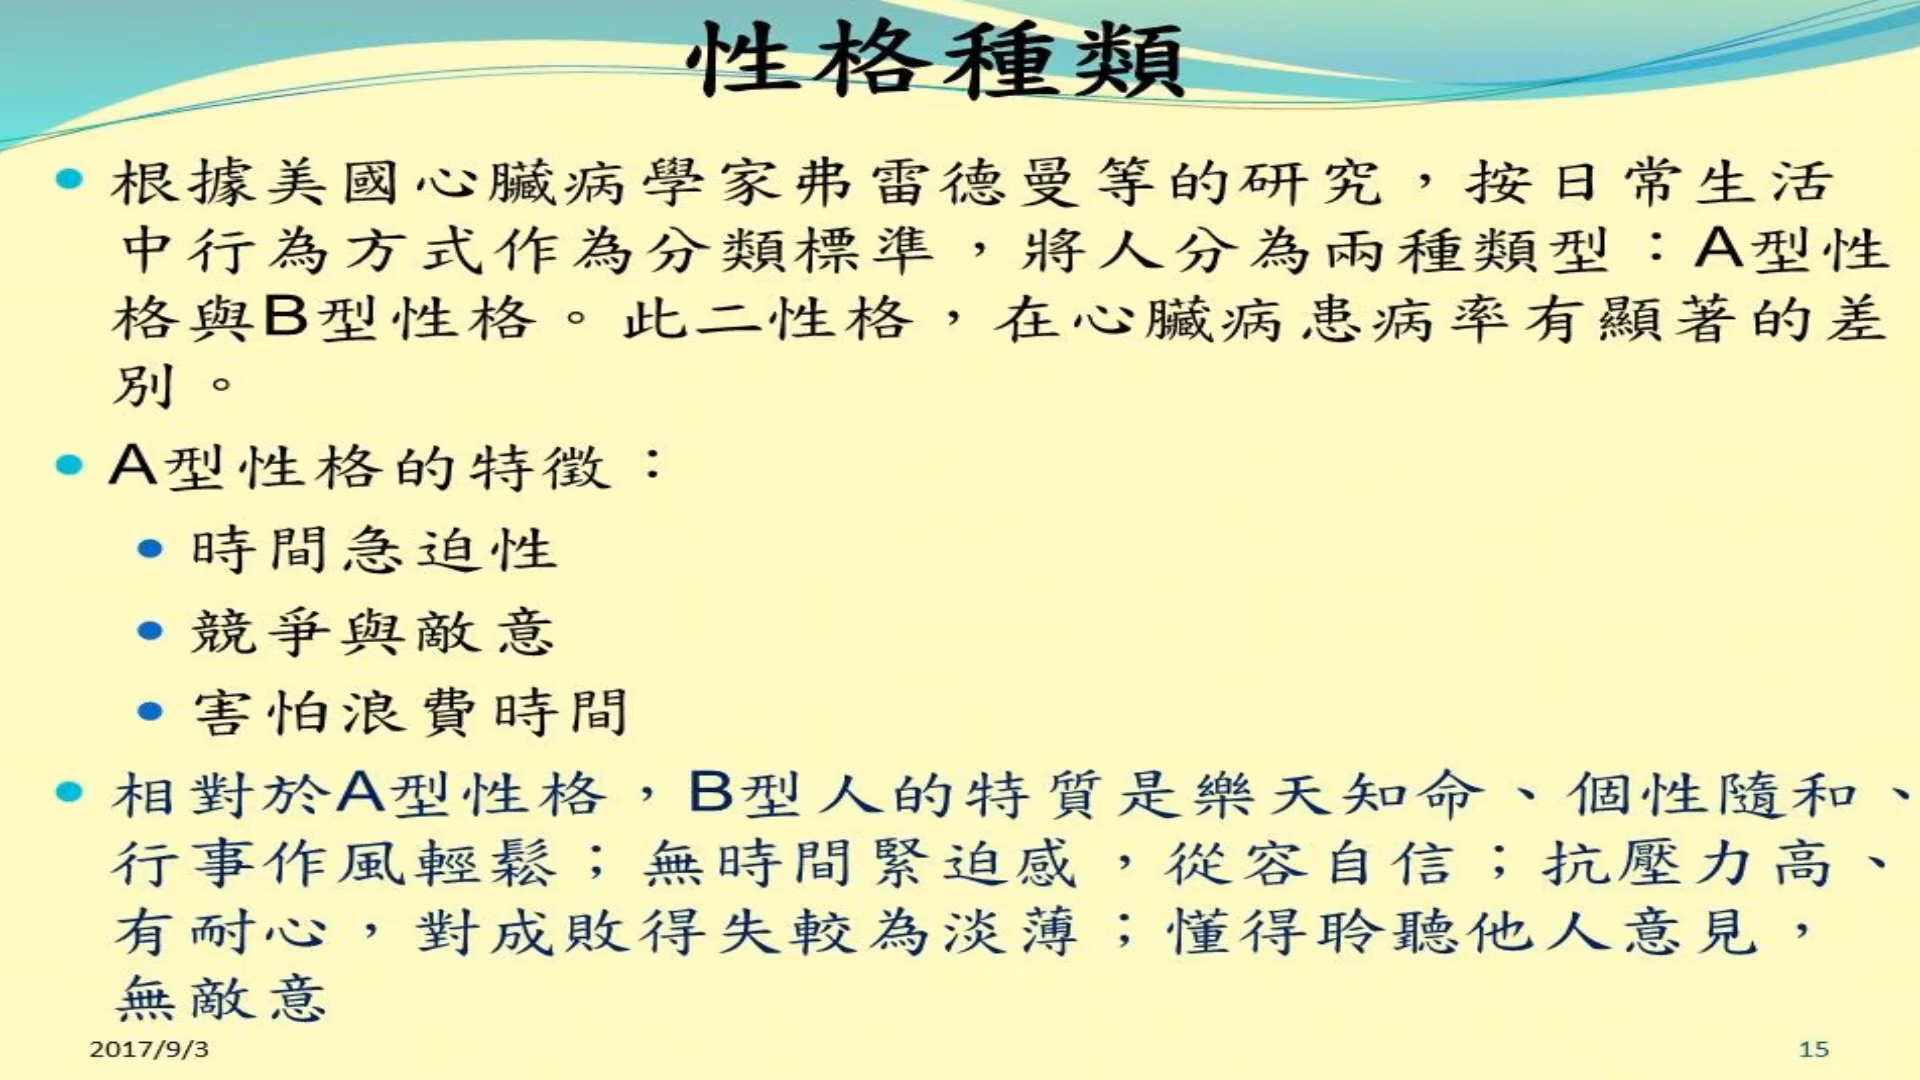 性格種類
根據美國心臟病學家弗雷德曼等的研究，按日常生活
中行為方式作為分類標準，將人分為兩種類型：A型性
格與B型性格。此二性格，在心臟病患病率有顯著的差
別。
A型性格的特徵：
時間急迫性
競爭與敵意
害怕浪費時間
相對於A型性格，B型人的特質是樂天知命、個性隨和、
行事作風輕鬆；無時間緊迫感，從容自信；抗壓力高、
有耐心，對成敗得失較為淡薄；懂得聆聽他人意見，
無敵意
2017/9/3
15